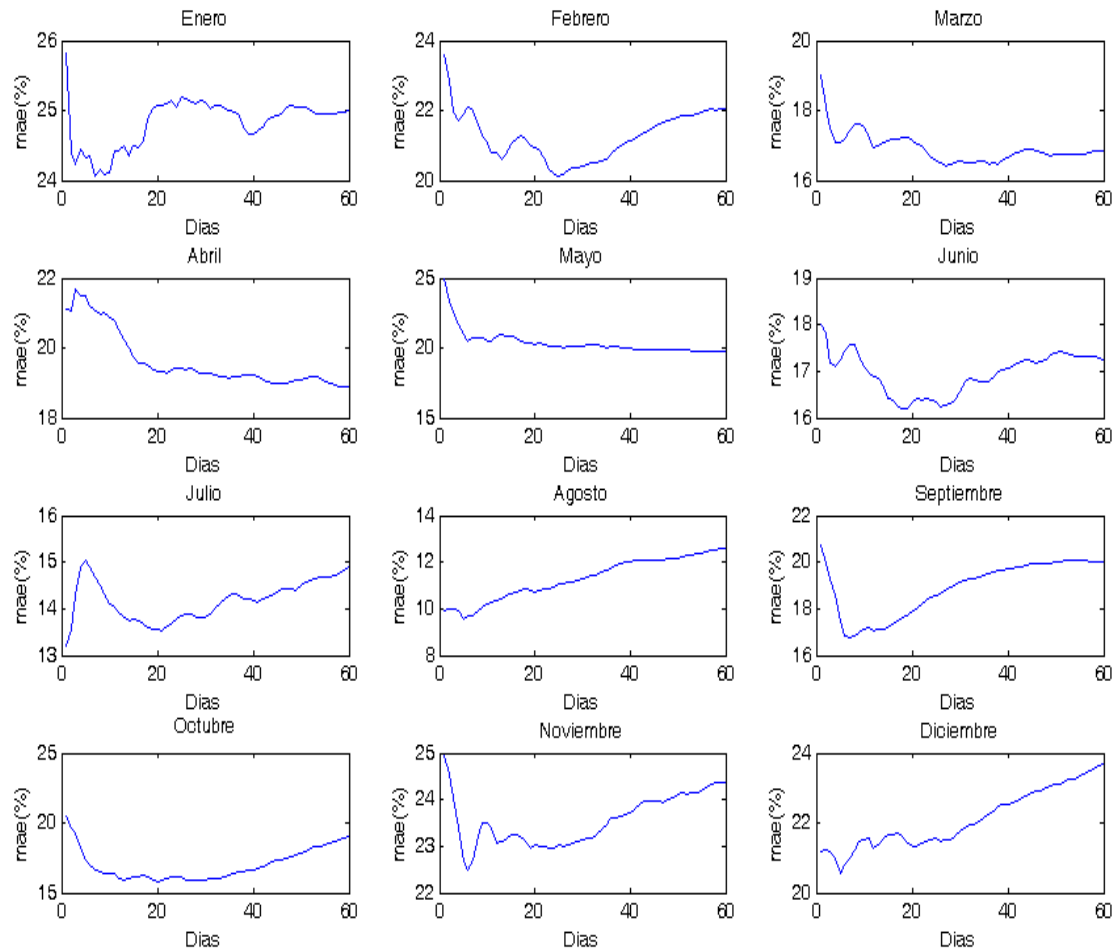 Enero Febrero Marzo
26 24 20
25 22 18
24 20 16
mae(%) mae(%) mae(%)
0 20 40 60 0 20 40 60 0 20 40 60
Dias Dias Dias
Abril Mayo Junio
22 25 19
18
20 20
17
18 15 16
mae(%) mae(%) mae(%)
0 20 40 60 0 20 40 60 0 20 40 60
Dias Dias Dias
Julio Agosto Septiembre
16 14 22
15 12 20
14 10 18
13 8 16
mae(%) mae(%) mae(%)
0 20 40 60 0 20 40 60 0 20 40 60
Dias Dias Dias
Octubre Noviembre Diciembre
25 25 24
20 24 22
23
15 22 20
mae(%) mae(%) mae(%)
0 20 40 60 0 20 40 60 0 20 40 60
Dias Dias Dias